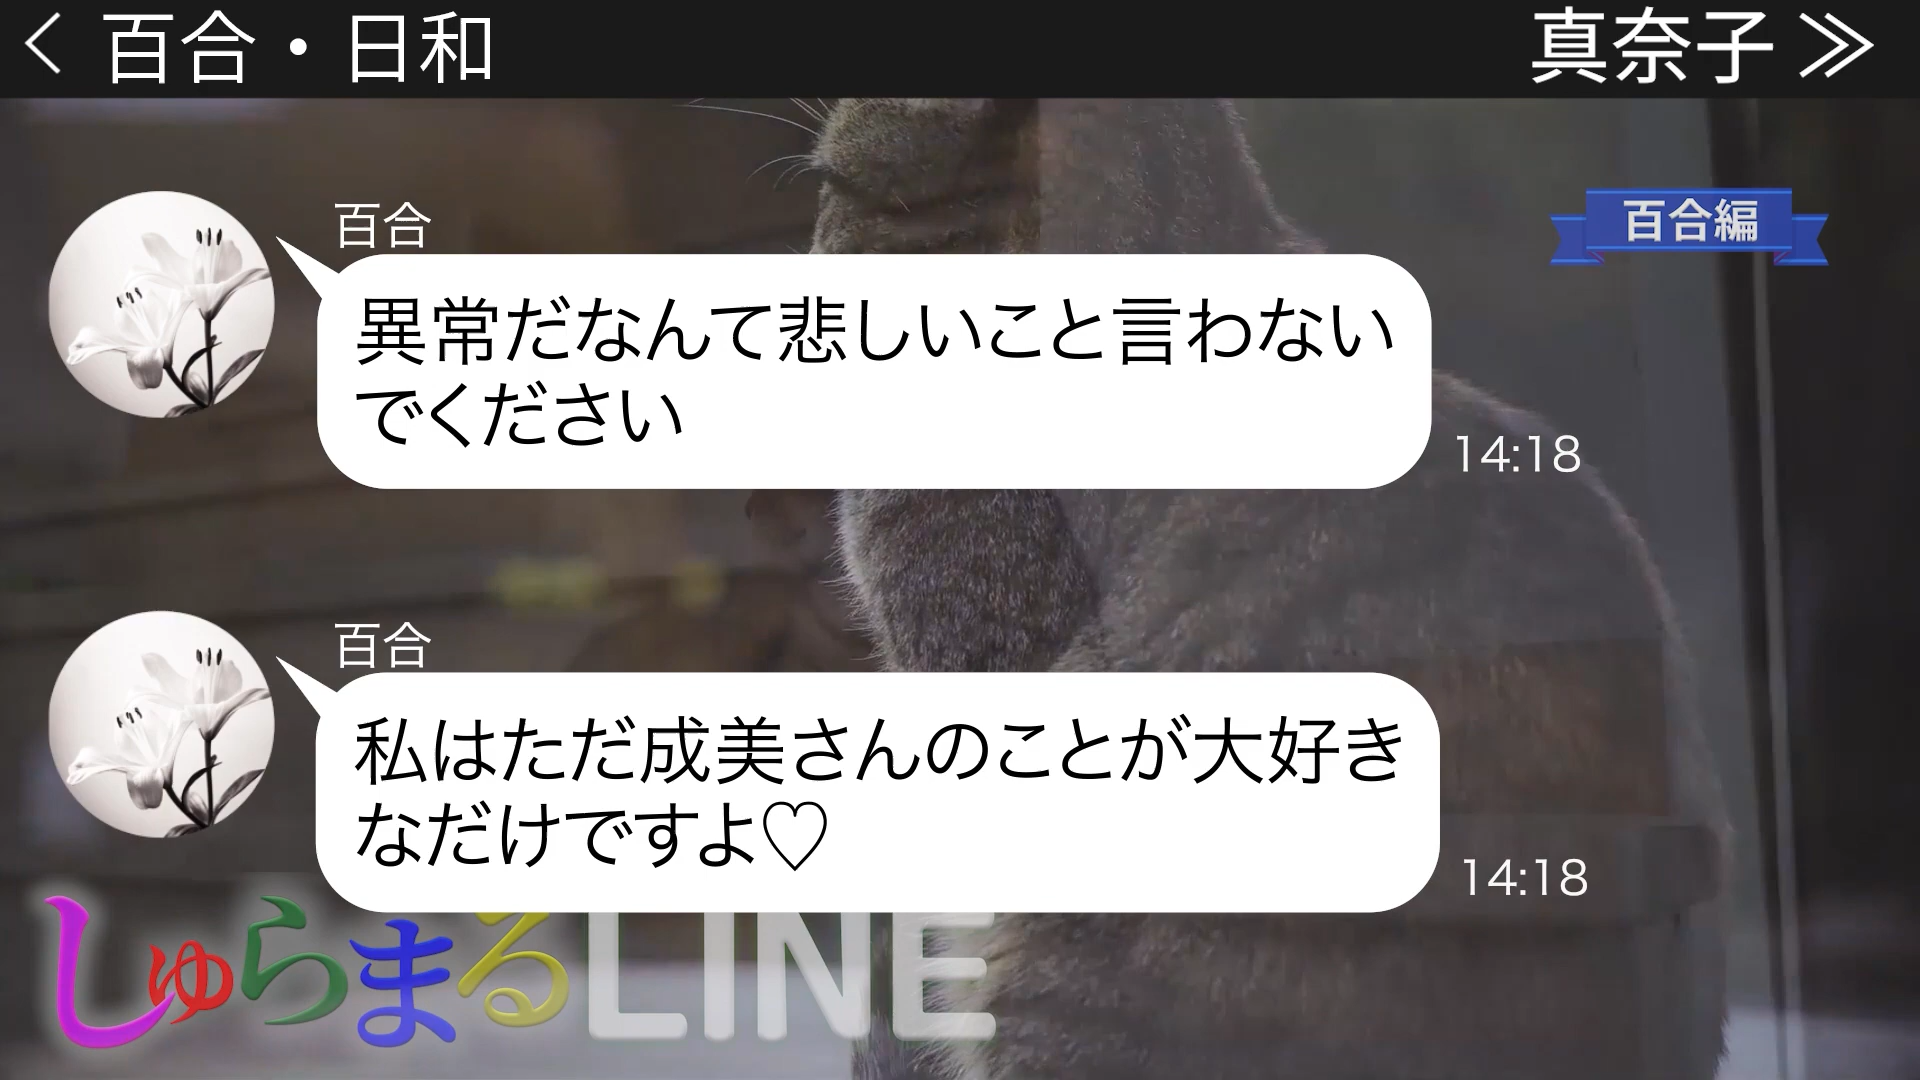 百合・日和
真奈子
百合編
百合
異常だなんて悲しいこと言わない
でください
14:18
百合
私はただ成美さんのことが大好き
なだけですよ♡
14:18
しゅらまるLINE